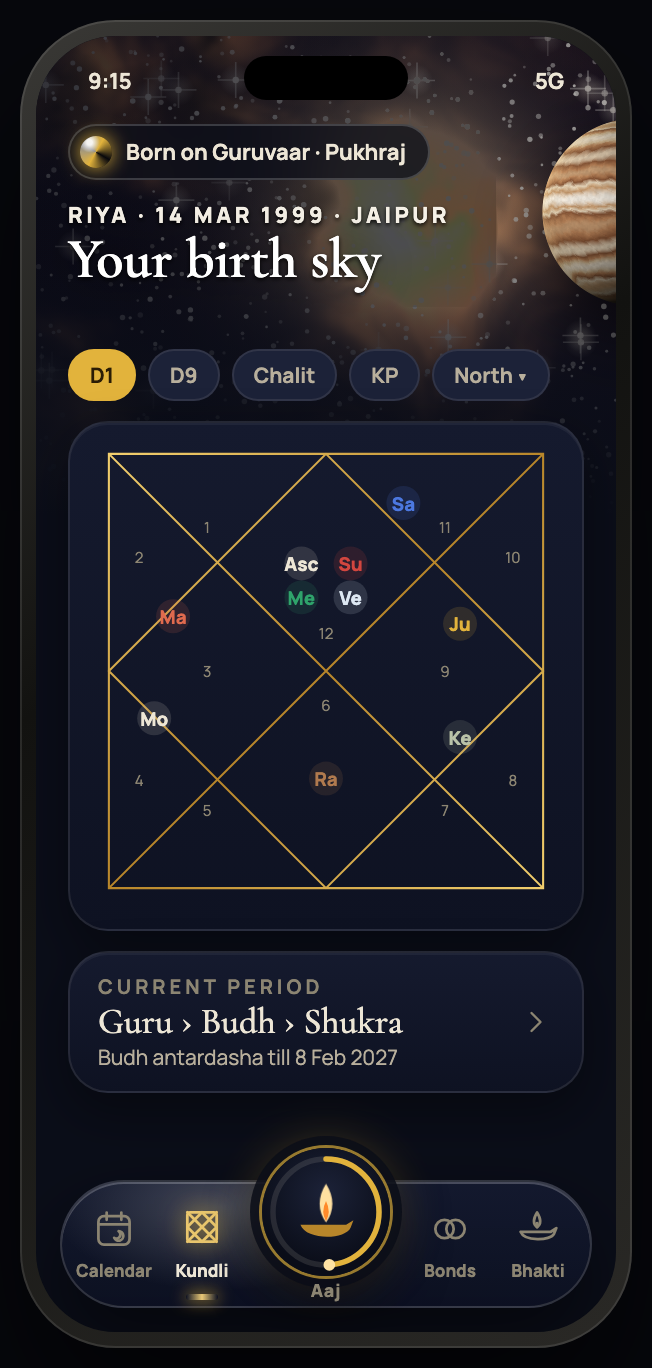 9:15
5G
Born on Guruvaar · Pukhraj
RIYA · 14 MAR 1999 · JAIPUR
Your birth sky
D1
D9
Chalit
KP
North ▾
Sa
1
11
2
10
Asc
Su
Me
Ve
Ma
Ju
12
3
9
6
Mo
Ke
4
Ra
8
5
7
CURRENT PERIOD
Guru › Budh › Shukra
Budh antardasha till 8 Feb 2027
Calendar
Kundli
Aaj
Bonds
Bhakti